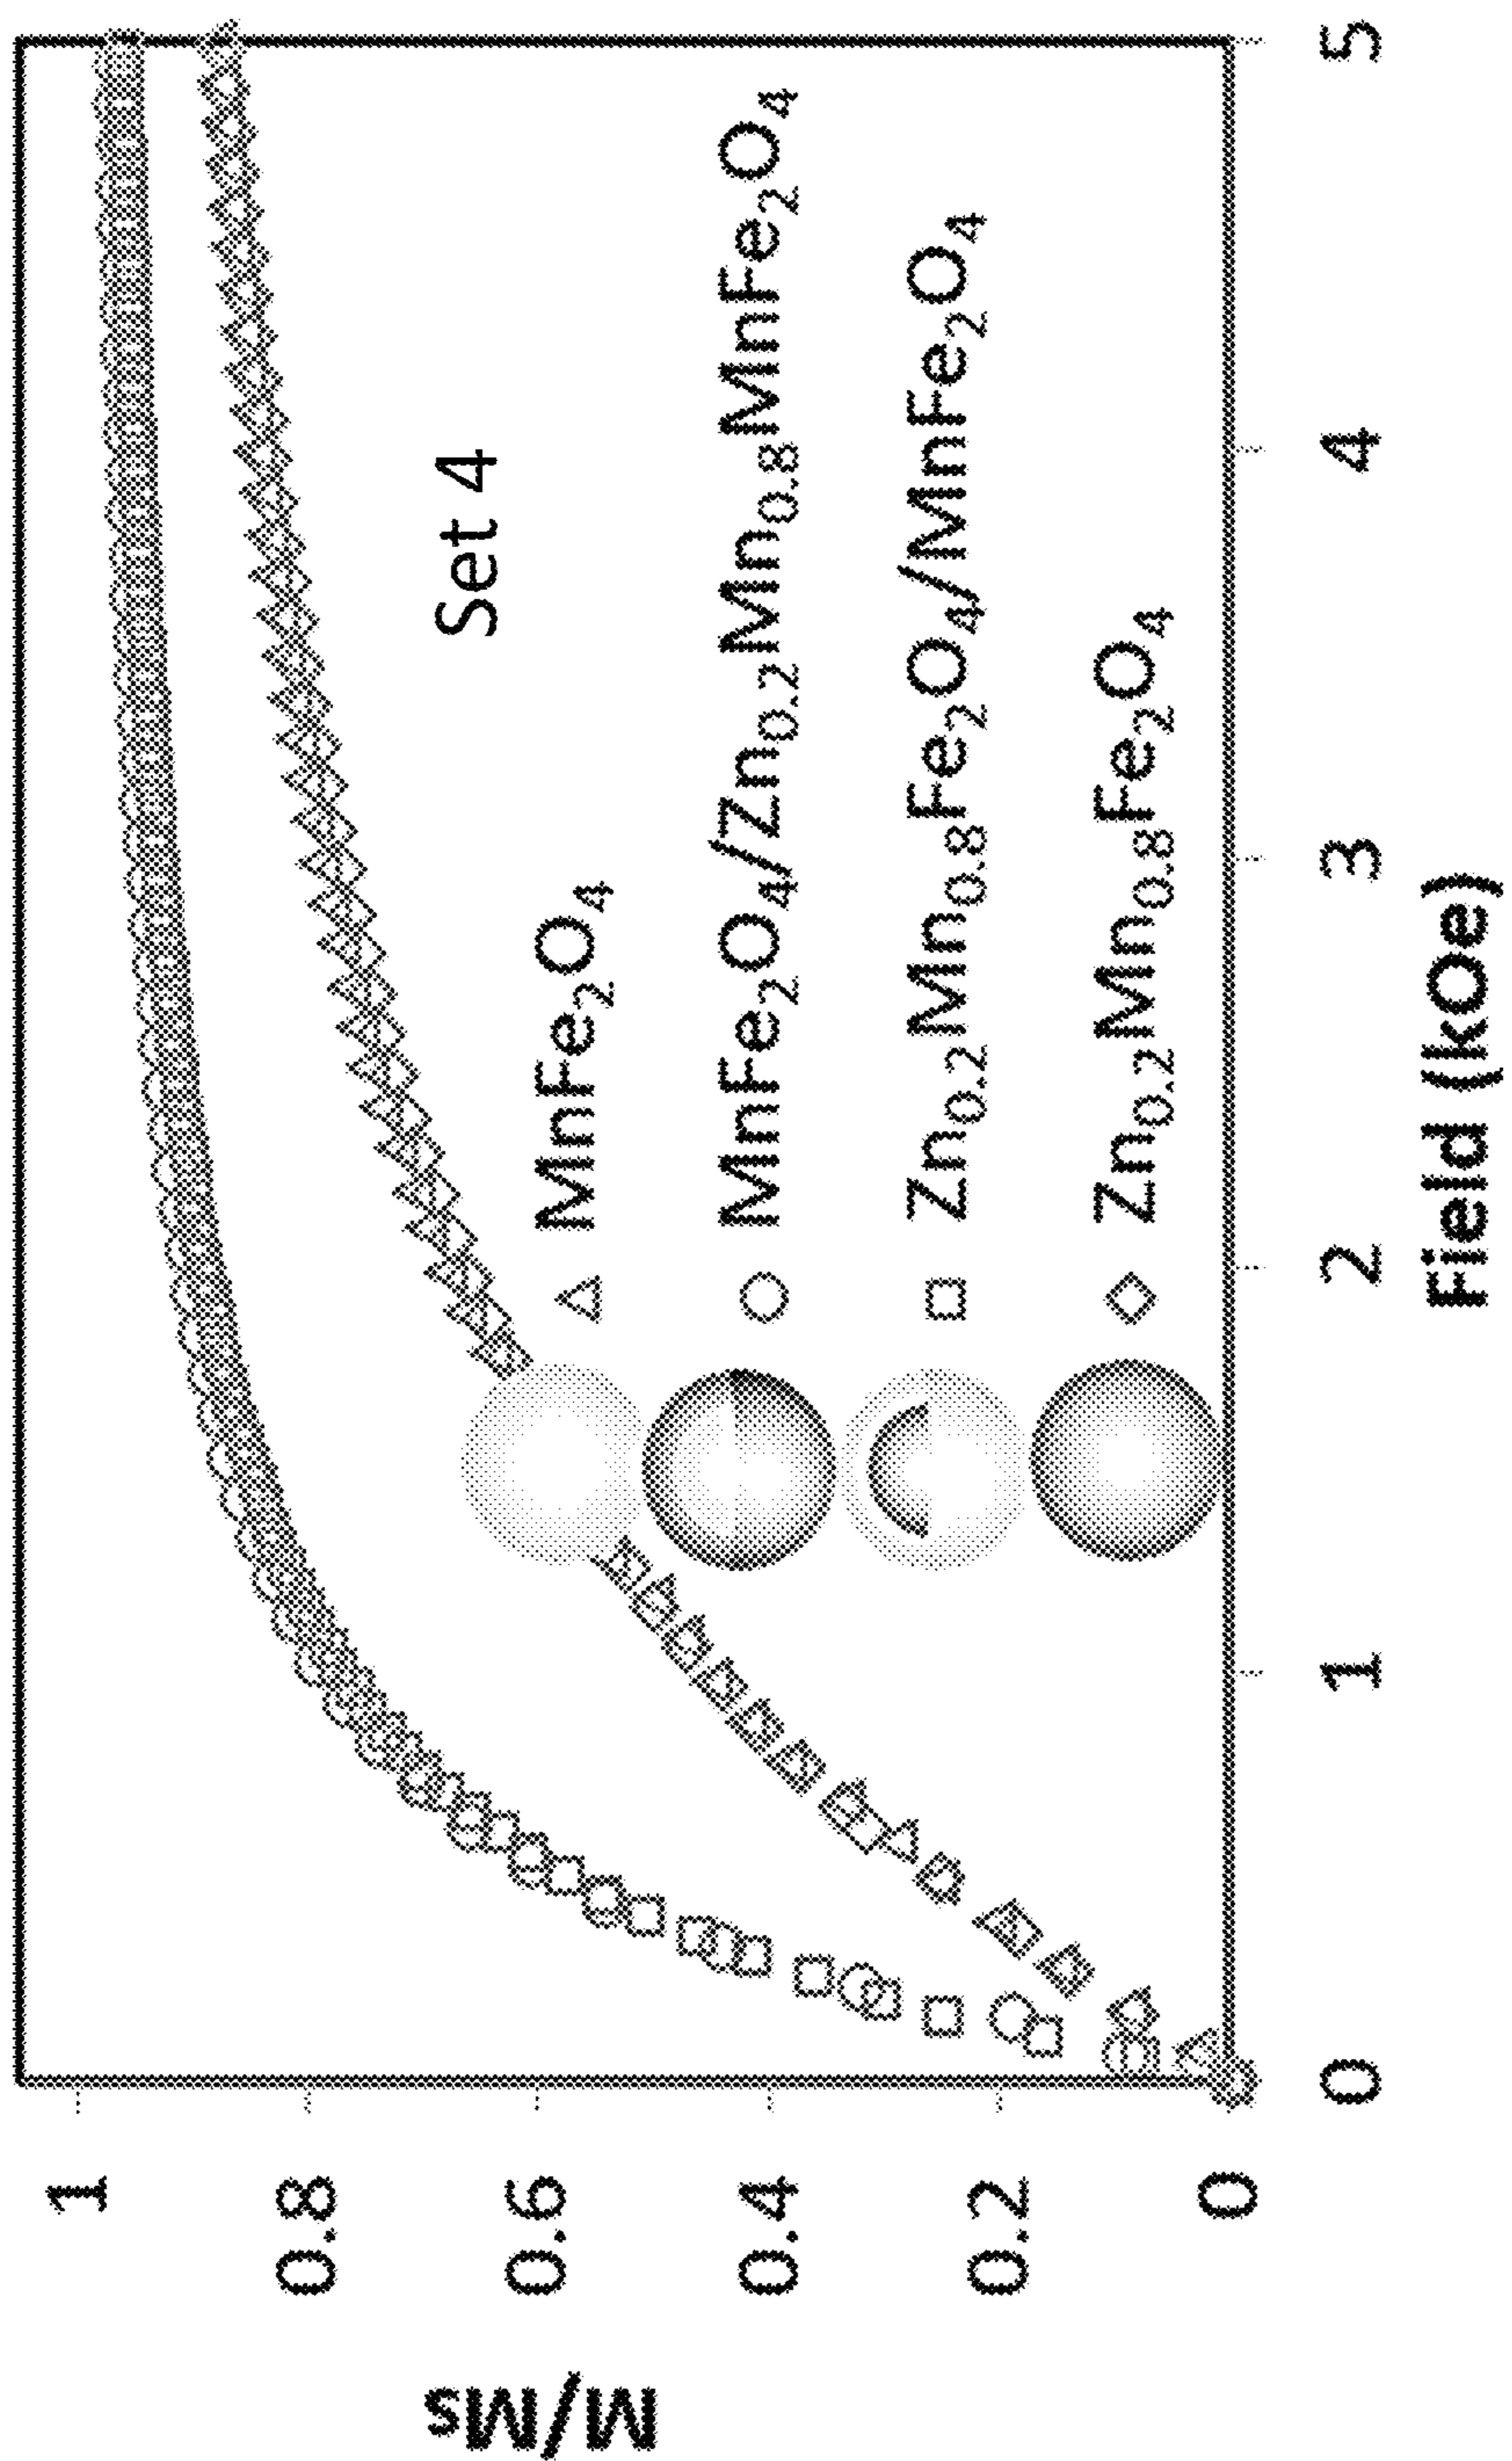 M/Ms
1
0.8
0.6
0.4
0.2
0
Set 4
△ MnFe₂O₄
○ MnFe₂O₄/Zn₀.₂Mn₀.₈MnFe₂O₄
□ Zn₀.₂Mn₀.₈Fe₂O₄/MnFe₂O₄
◇ Zn₀.₂Mn₀.₈Fe₂O₄
0 1 2 3 4 5
Field (kOe)